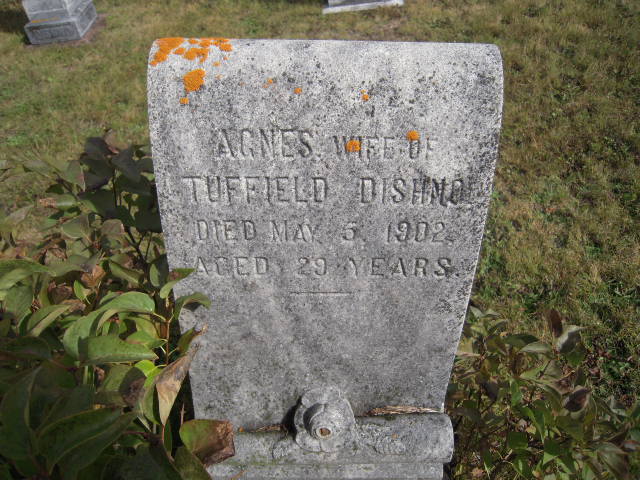 AGNES. WIFE OF
TUFFIELD DISHNO
DIED MAY 5, 1902.
AGED 29 YEARS.